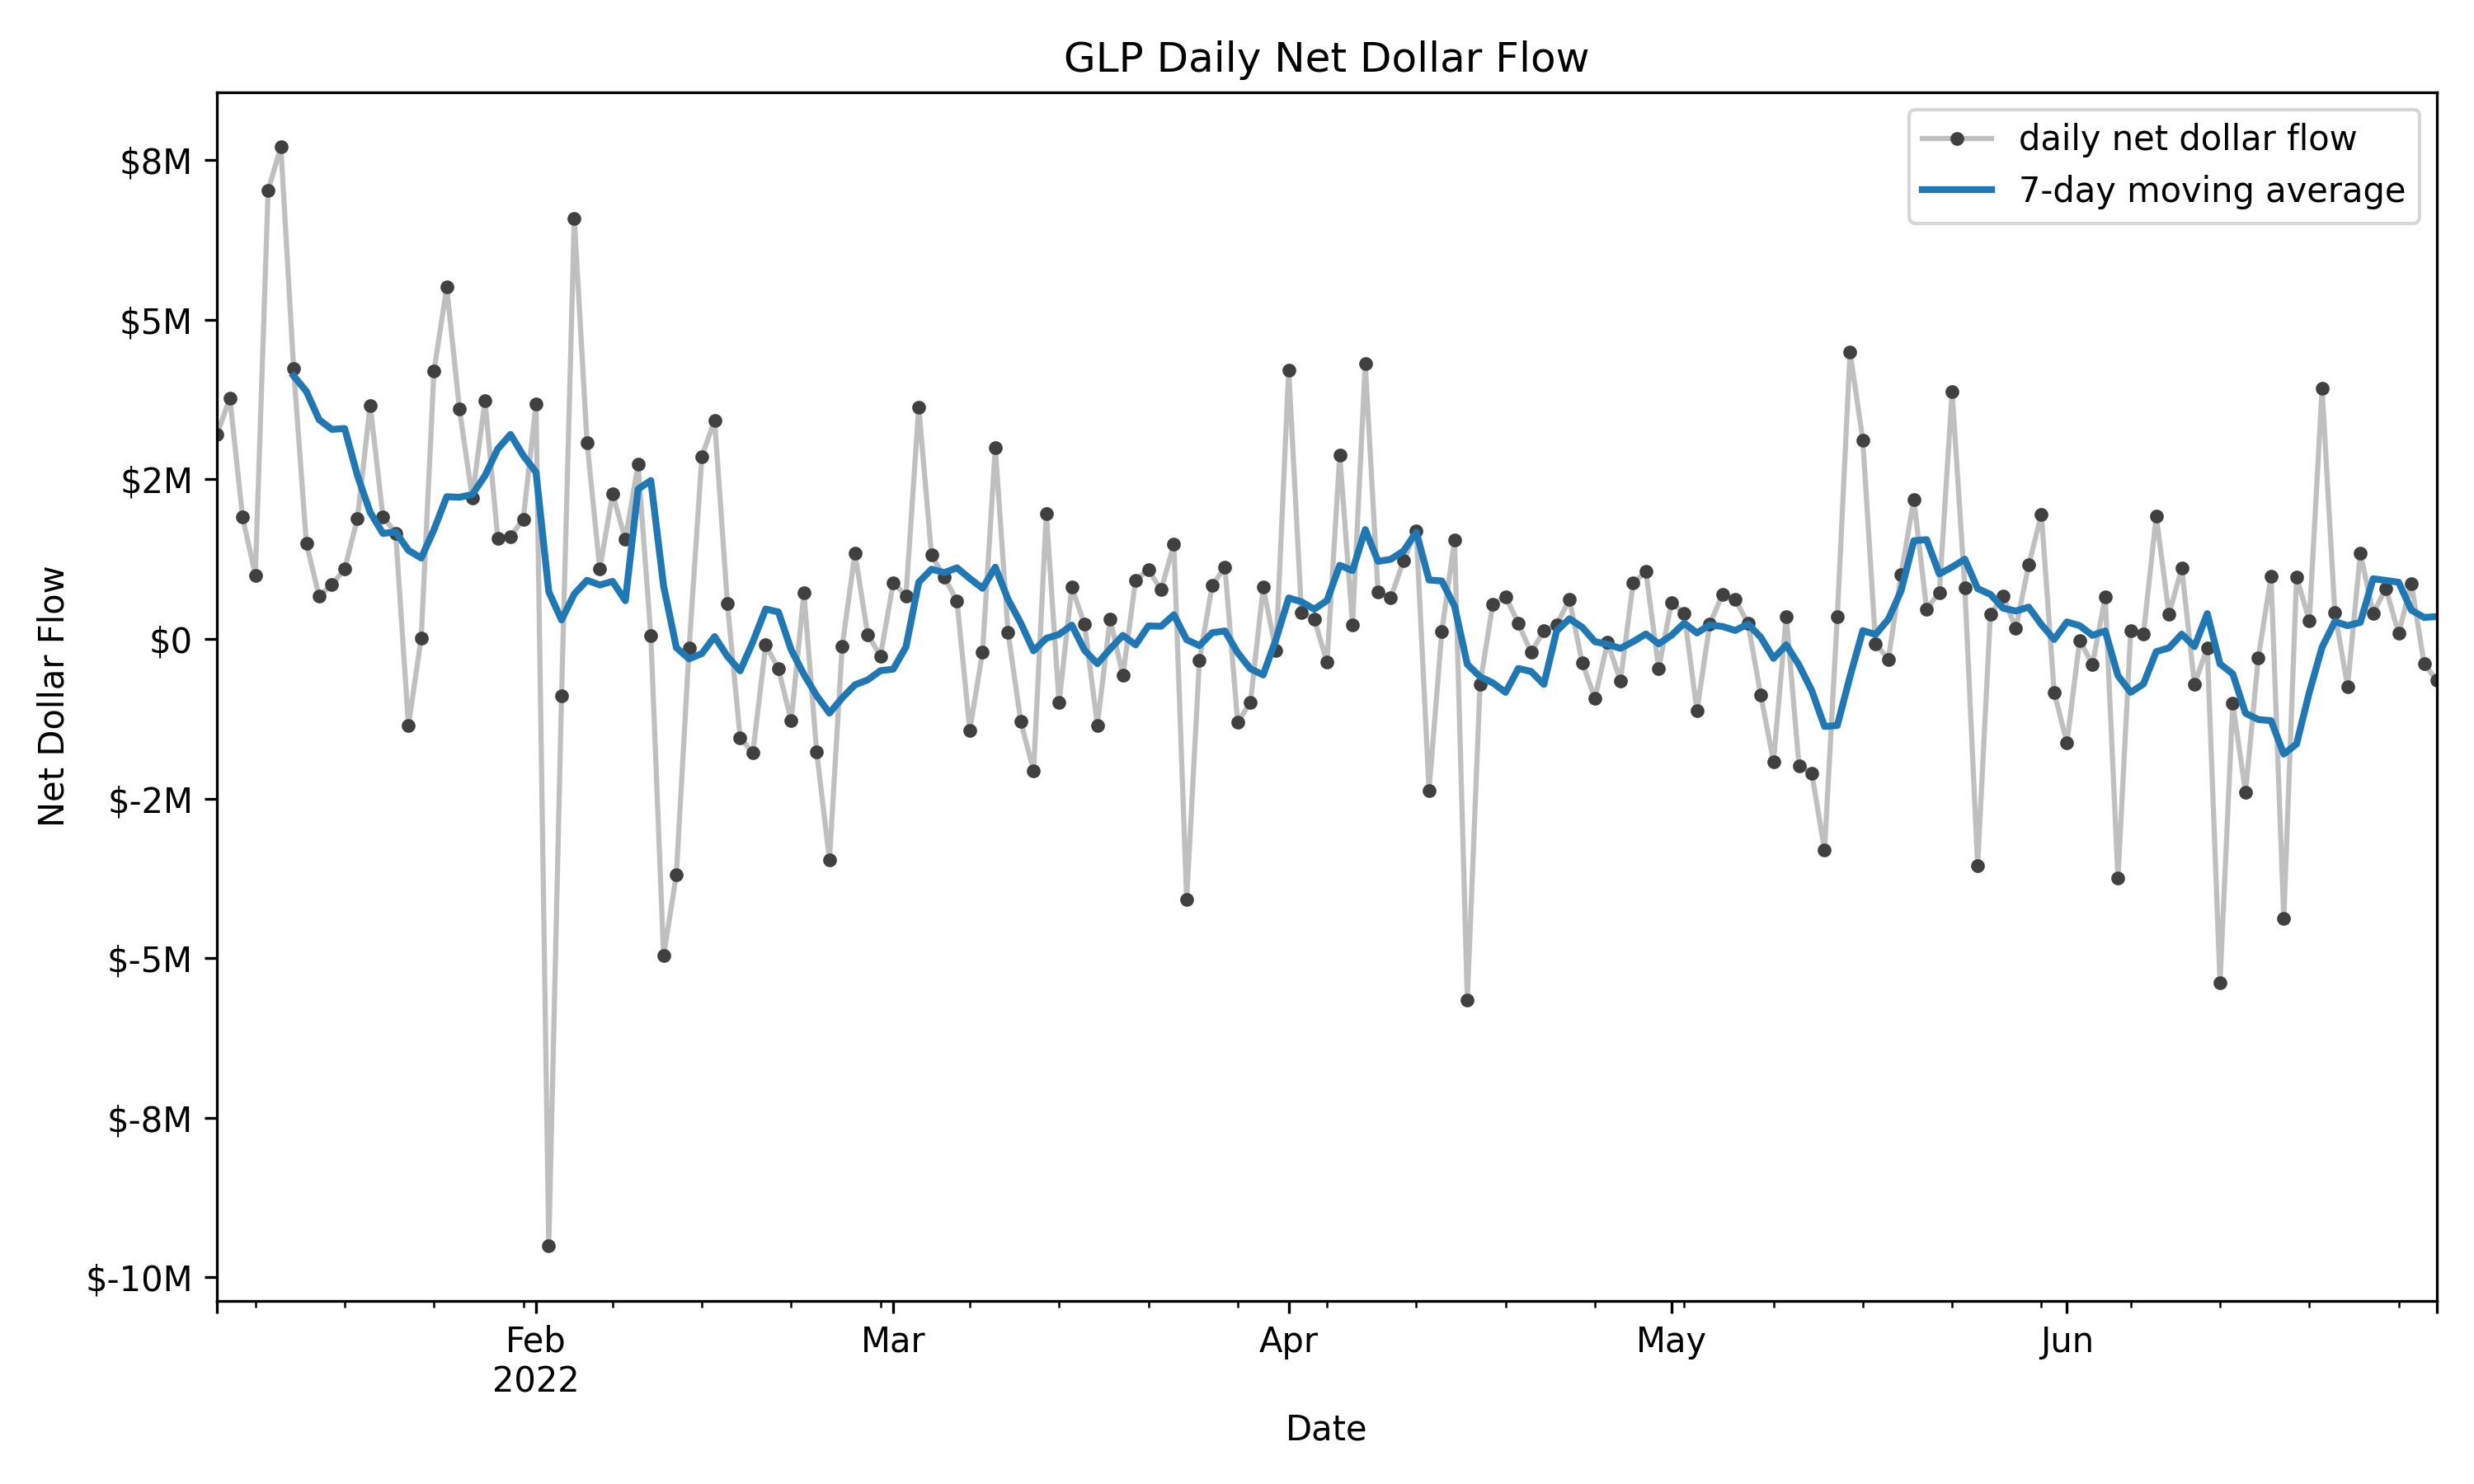 GLP Daily Net Dollar Flow
daily net dollar flow
7-day moving average
Net Dollar Flow
$8M
$5M
$2M
$0
$-2M
$-5M
$-8M
$-10M
Feb
2022
Mar
Apr
May
Jun
Date